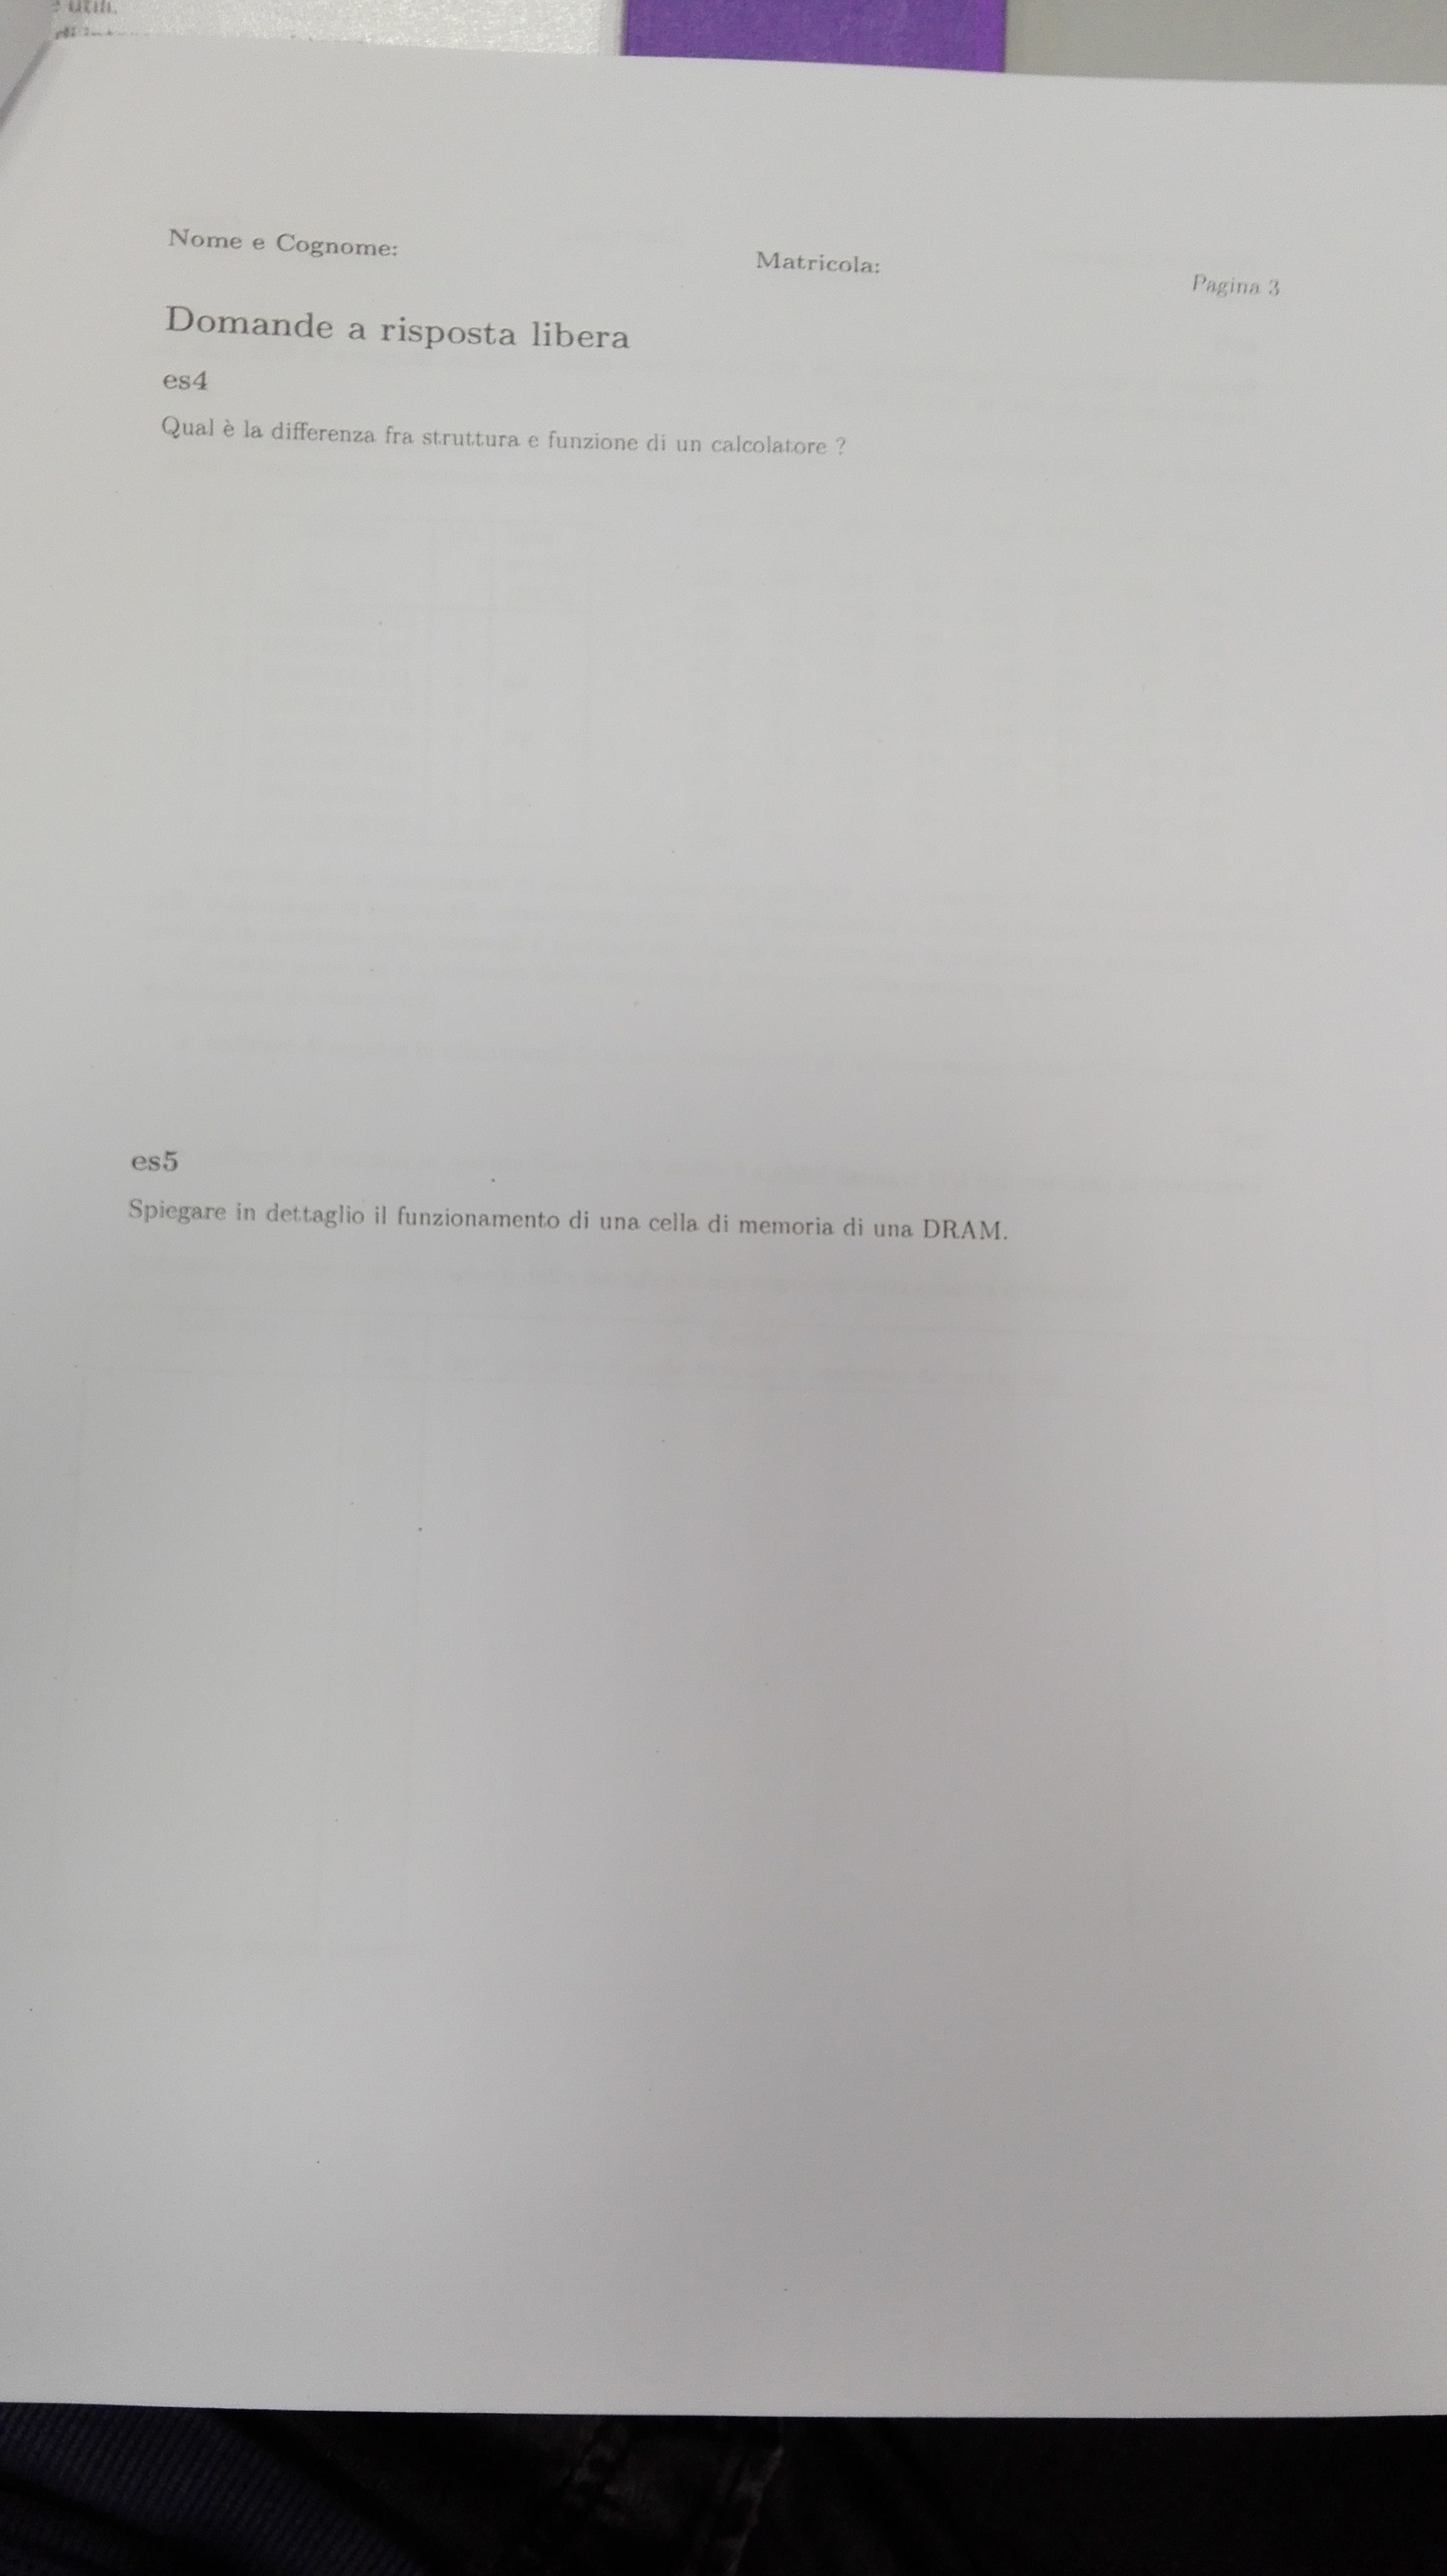 utili.
Nome e Cognome:
Matricola:
Pagina 3
Domande a risposta libera
es4
Qual è la differenza fra struttura e funzione di un calcolatore ?
es5
Spiegare in dettaglio il funzionamento di una cella di memoria di una DRAM.